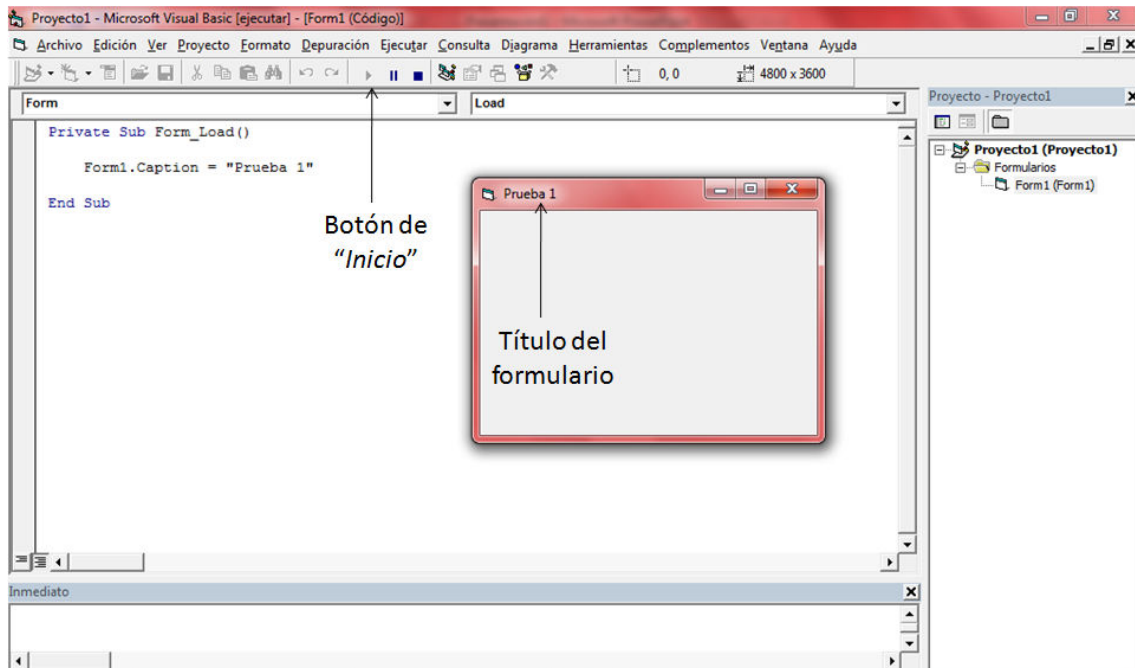 Proyecto1 - Microsoft Visual Basic [ejecutar] - [Form1 (Código)]
Archivo Edición Ver Proyecto Formato Depuración Ejecutar Consulta Diagrama Herramientas Complementos Ventana Ayuda
0, 0 4800 x 3600
Form Load
Proyecto - Proyecto1
Private Sub Form_Load()
Form1.Caption = "Prueba 1"
End Sub
Proyecto1 (Proyecto1)
Formularios
Form1 (Form1)
Prueba 1
Botón de
“Inicio”
Título del
formulario
Inmediato